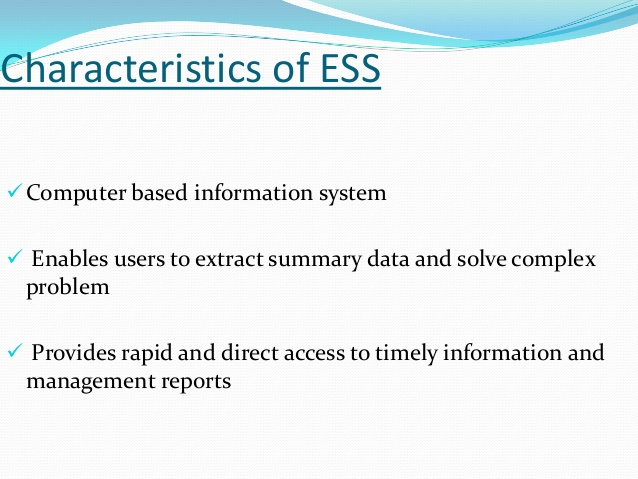 Characteristics of ESS
Computer based information system
Enables users to extract summary data and solve complex
problem
Provides rapid and direct access to timely information and
management reports